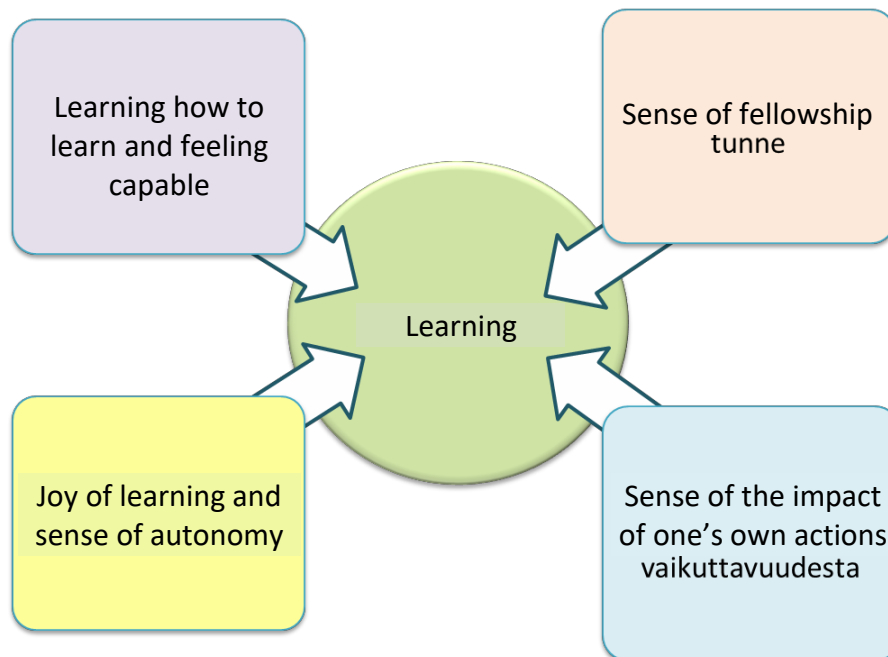 Learning how to
learn and feeling
capable
Sense of fellowship
tunne
Learning
Joy of learning and
sense of autonomy
Sense of the impact
of one’s own actions
vaikuttavuudesta